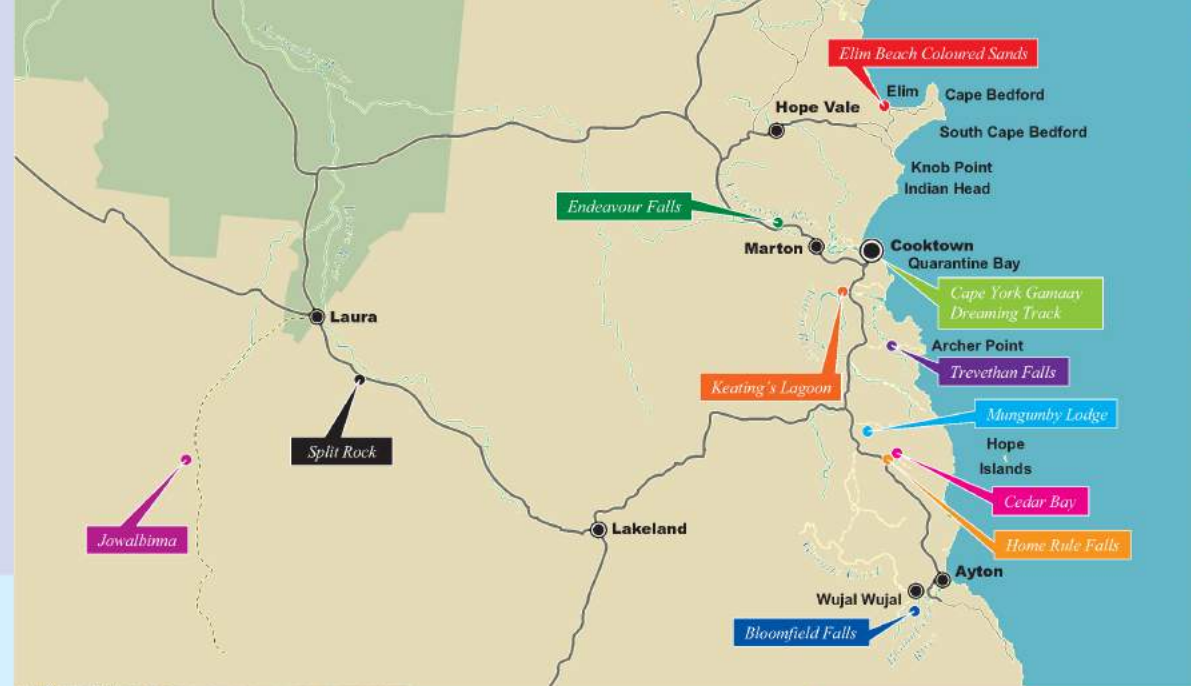 Elim Beach Coloured Sands
Elim
Cape Bedford
Hope Vale
South Cape Bedford
Knob Point
Indian Head
Endeavour Falls
Marton
Cooktown
Quarantine Bay
Cape York Gamaay
Dreaming Track
Laura
Archer Point
Trevethan Falls
Keating's Lagoon
Mungumby Lodge
Split Rock
Hope
Islands
Cedar Bay
Jowalbinna
Lakeland
Home Rule Falls
Ayton
Wujal Wujal
Bloomfield Falls